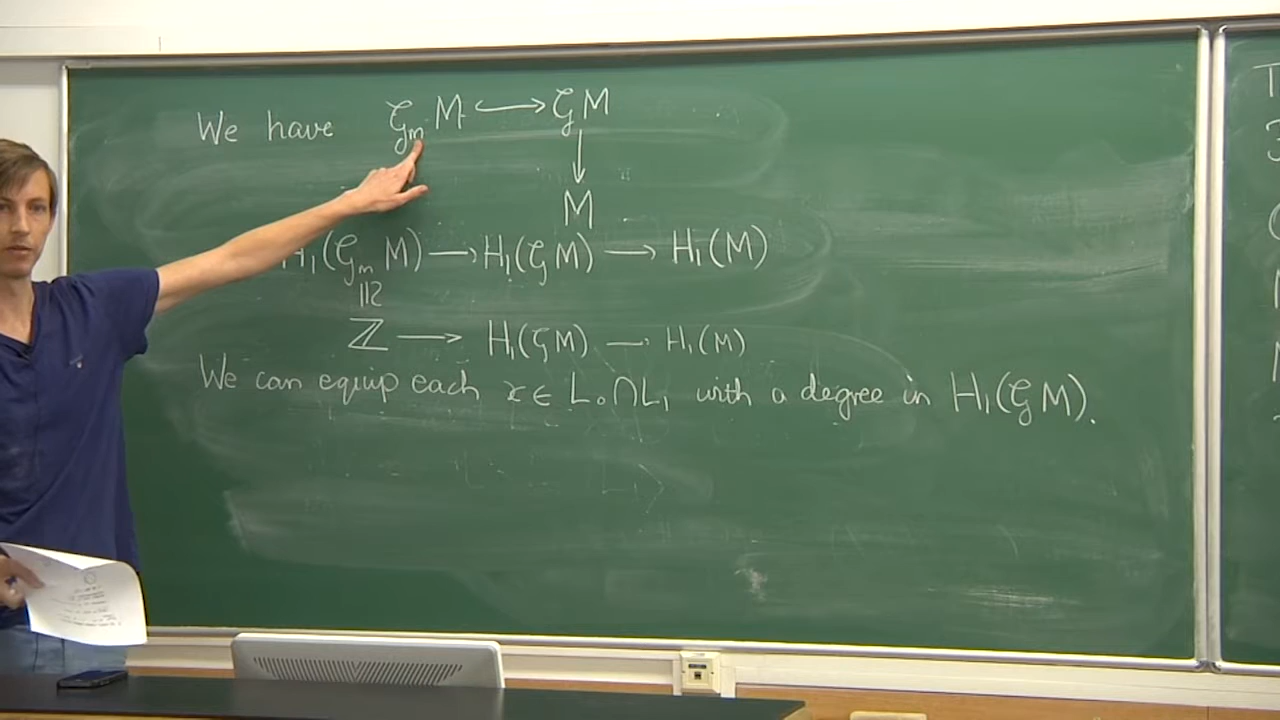 We have 𝒢ₘ M ⟷ 𝒢M
↓
M
H₁(𝒢ₘ M) ⟶ H₁(𝒢M) ⟶ H₁(M)
≀∥
ℤ ⟶ H₁(𝒢M) ⟶ H₁(M)
We can equip each x ∈ L₀∩L₁ with a degree in H₁(𝒢M).